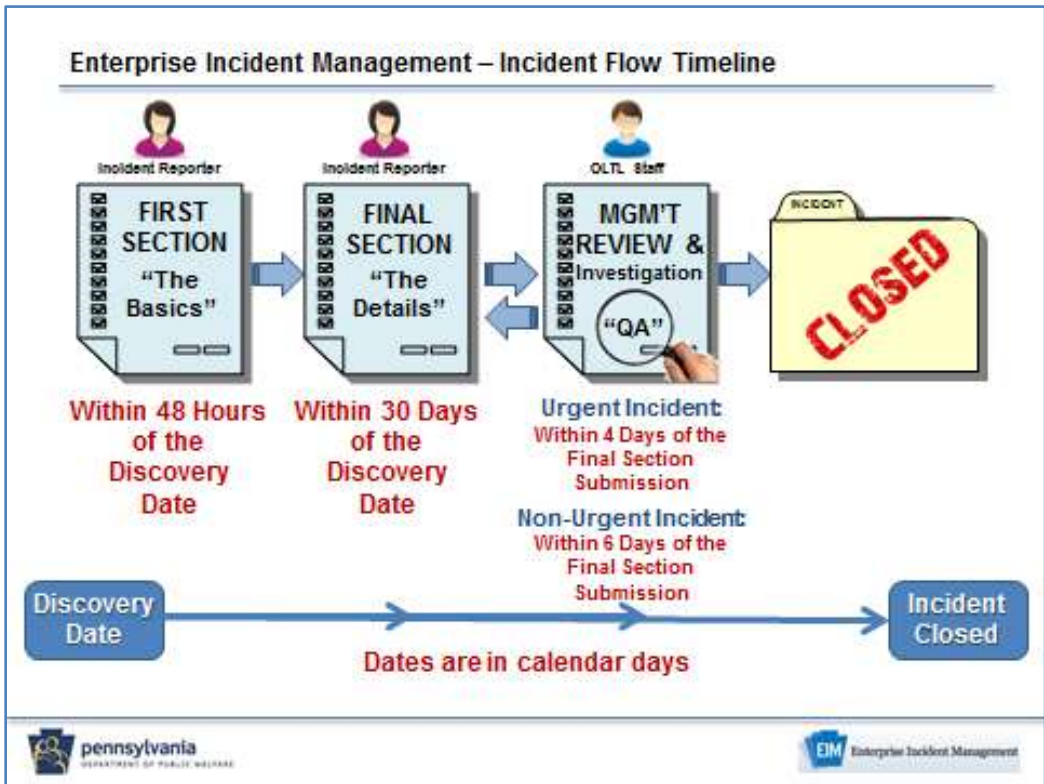 Enterprise Incident Management – Incident Flow Timeline
Incident Reporter
FIRST
SECTION
“The
Basics”
Within 48 Hours
of the
Discovery
Date
Incident Reporter
FINAL
SECTION
“The
Details”
Within 30 Days
of the
Discovery
Date
OLTL Staff
MGM'T
REVIEW &
Investigation
“QA”
Urgent Incident:
Within 4 Days of the
Final Section
Submission
Non-Urgent Incident:
Within 6 Days of the
Final Section
Submission
INCIDENT
CLOSED
Discovery
Date
Incident
Closed
Dates are in calendar days
pennsylvania
DEPARTMENT OF PUBLIC WELFARE
EIM Enterprise Incident Management